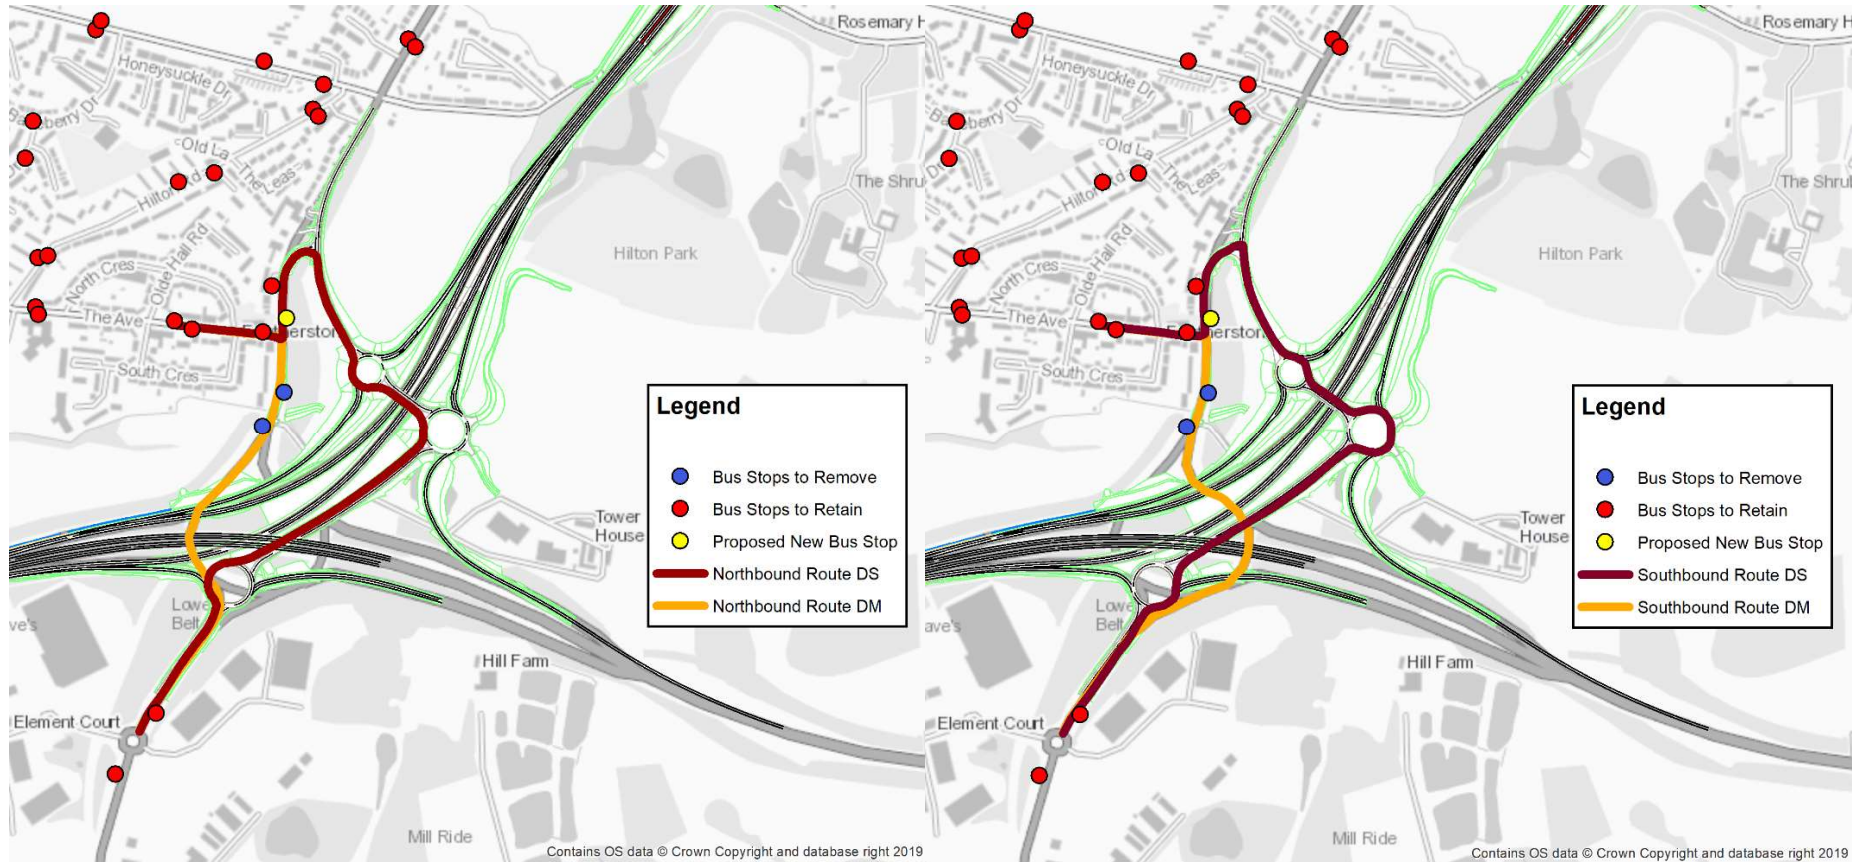 Rosemary H
Honeysuckle Dr
Old La
The Leas
Hilton Rd
The Shru
Hilton Park
North Cres
Olde Hall Rd
The Ave
South Cres
Legend
Bus Stops to Remove
Bus Stops to Retain
Proposed New Bus Stop
Northbound Route DS
Northbound Route DM
Tower
House
Lowe
Belt
ve's
Hill Farm
Element Court
Mill Ride
Contains OS data © Crown Copyright and database right 2019
Rosemary H
Honeysuckle Dr
Old La
The Leas
Hilton Rd
The Shru
Hilton Park
North Cres
Olde Hall Rd
The Ave
South Cres
Legend
Bus Stops to Remove
Bus Stops to Retain
Proposed New Bus Stop
Southbound Route DS
Southbound Route DM
Tower
House
Lowe
Belt
ave's
Hill Farm
Element Court
Mill Ride
Contains OS data © Crown Copyright and database right 2019